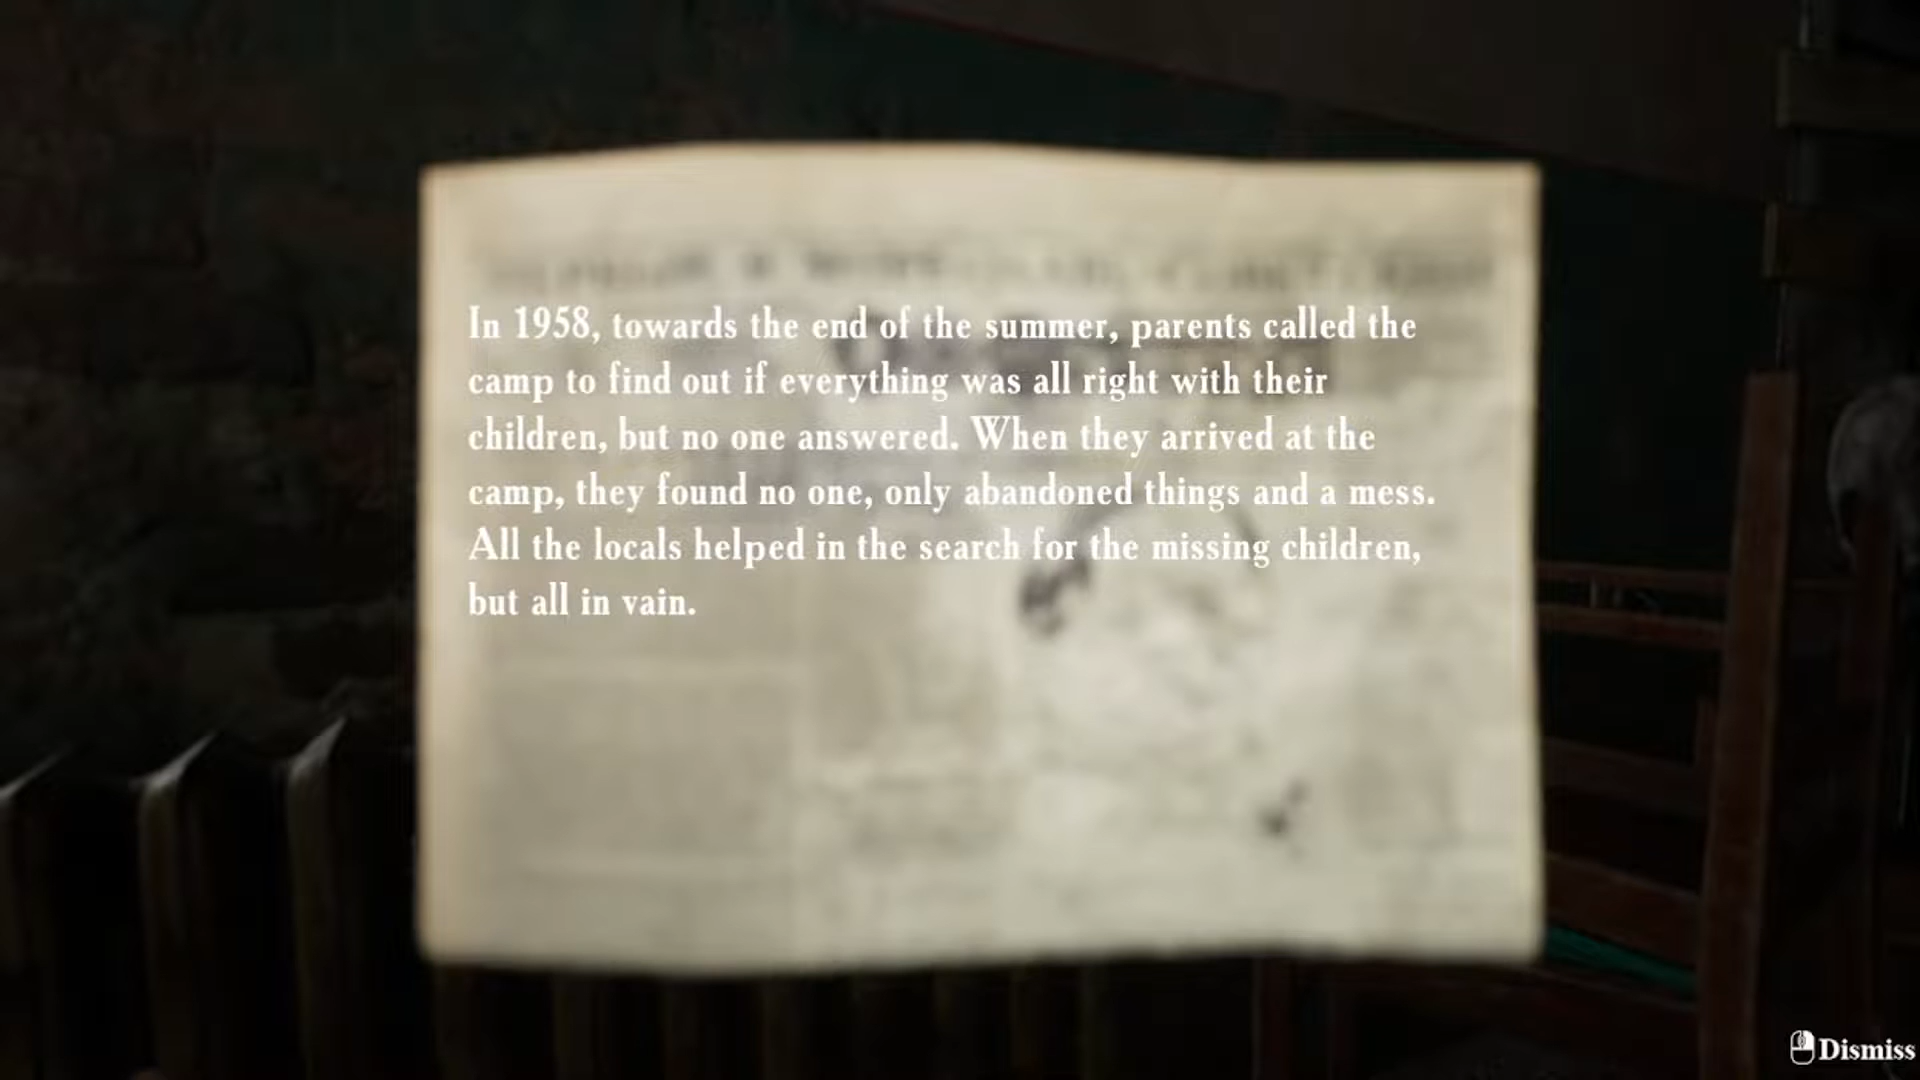 In 1958, towards the end of the summer, parents called the
camp to find out if everything was all right with their
children, but no one answered. When they arrived at the
camp, they found no one, only abandoned things and a mess.
All the locals helped in the search for the missing children,
but all in vain.
Dismiss